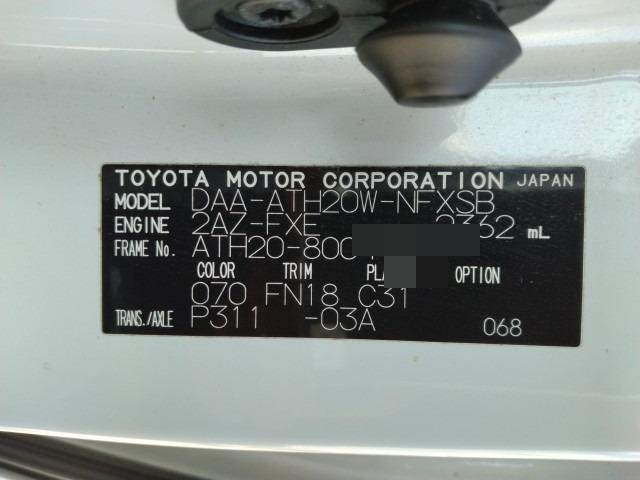 TOYOTA MOTOR CORPORATION JAPAN
MODEL DAA-ATH20W-NFXSB
ENGINE 2AZ-FXE 2362 mL
FRAME No. ATH20-800
COLOR TRIM OPTION
070 FN18 C31
TRANS./AXLE P311 -03A 068